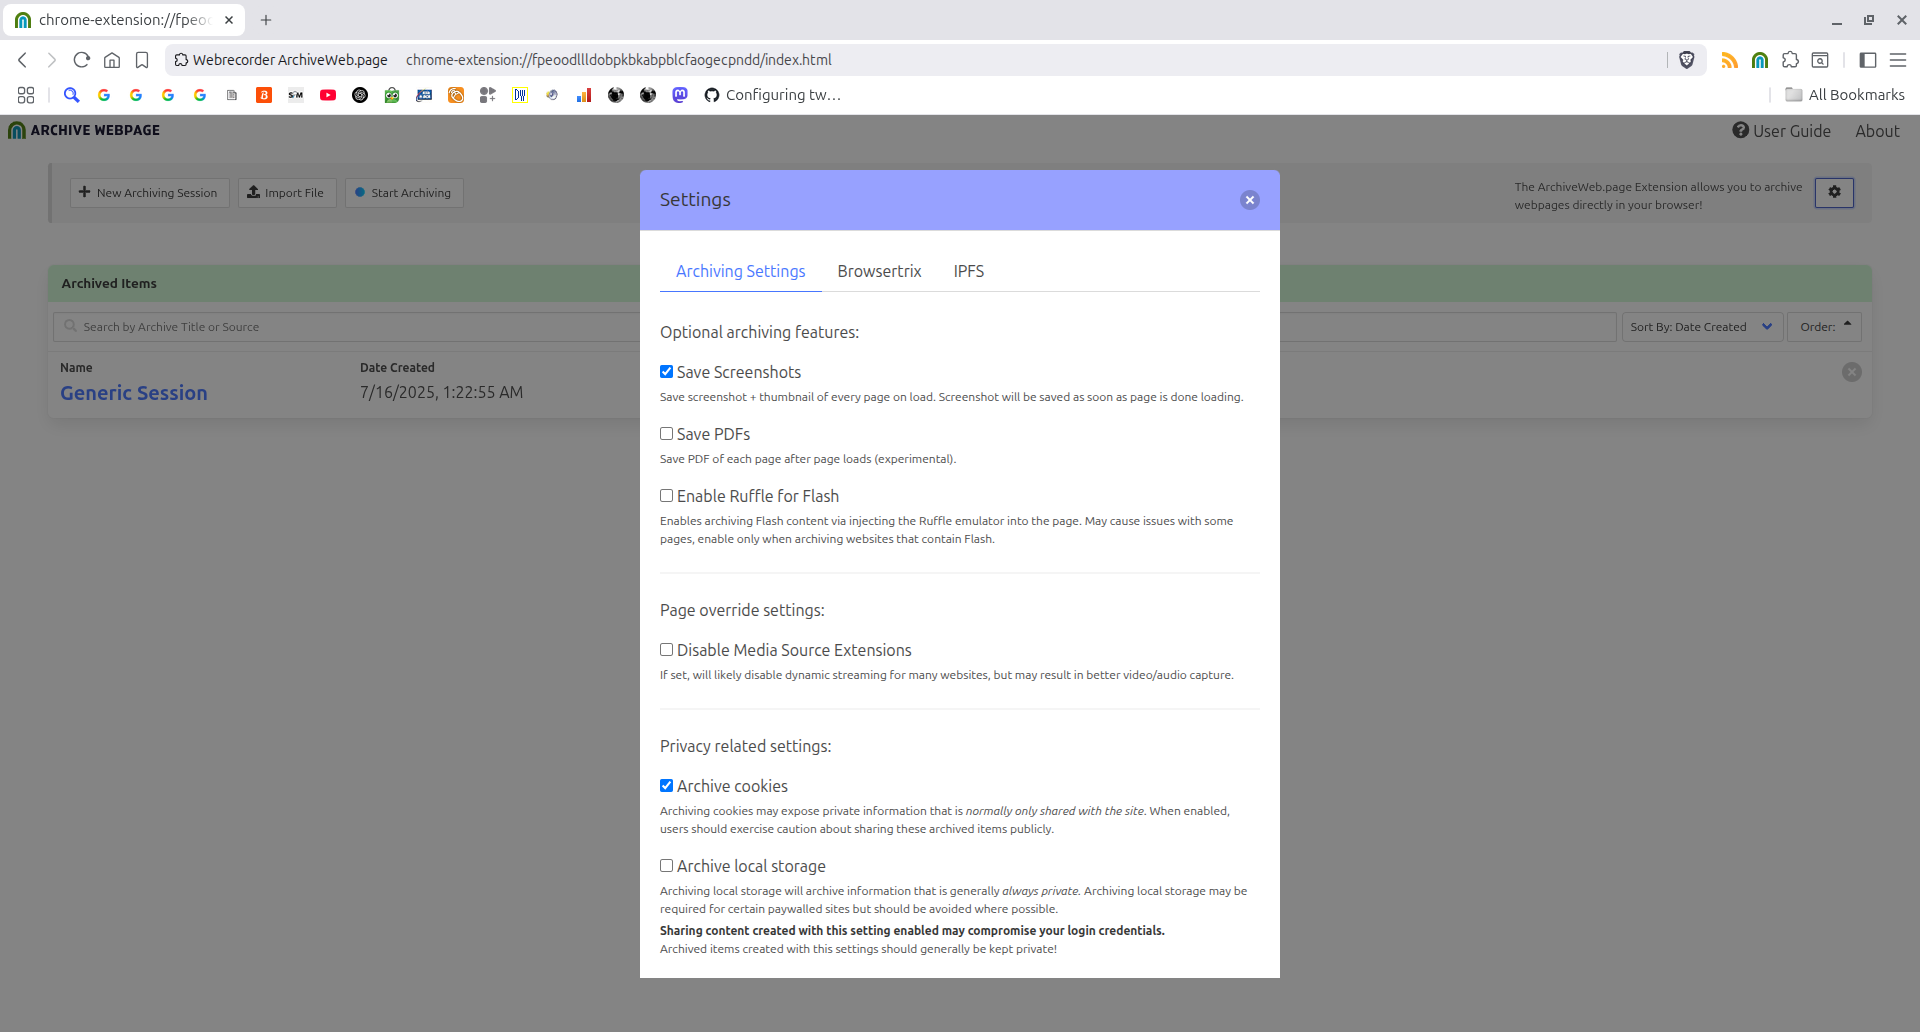 chrome-extension://fpeoo
Webrecorder ArchiveWeb.page chrome-extension://fpeoodllldobpkbkabpblcfaogecpndd/index.html
Configuring tw…
All Bookmarks
ARCHIVE WEBPAGE
User Guide
About
New Archiving Session
Import File
Start Archiving
The ArchiveWeb.page Extension allows you to archive
webpages directly in your browser!
Archived Items
Search by Archive Title or Source
Sort By: Date Created
Order:
Name
Date Created
Generic Session
7/16/2025, 1:22:55 AM
Settings
Archiving Settings
Browsertrix
IPFS
Optional archiving features:
Save Screenshots
Save screenshot + thumbnail of every page on load. Screenshot will be saved as soon as page is done loading.
Save PDFs
Save PDF of each page after page loads (experimental).
Enable Ruffle for Flash
Enables archiving Flash content via injecting the Ruffle emulator into the page. May cause issues with some
pages, enable only when archiving websites that contain Flash.
Page override settings:
Disable Media Source Extensions
If set, will likely disable dynamic streaming for many websites, but may result in better video/audio capture.
Privacy related settings:
Archive cookies
Archiving cookies may expose private information that is normally only shared with the site. When enabled,
users should exercise caution about sharing these archived items publicly.
Archive local storage
Archiving local storage will archive information that is generally always private. Archiving local storage may be
required for certain paywalled sites but should be avoided where possible.
Sharing content created with this setting enabled may compromise your login credentials.
Archived items created with this settings should generally be kept private!